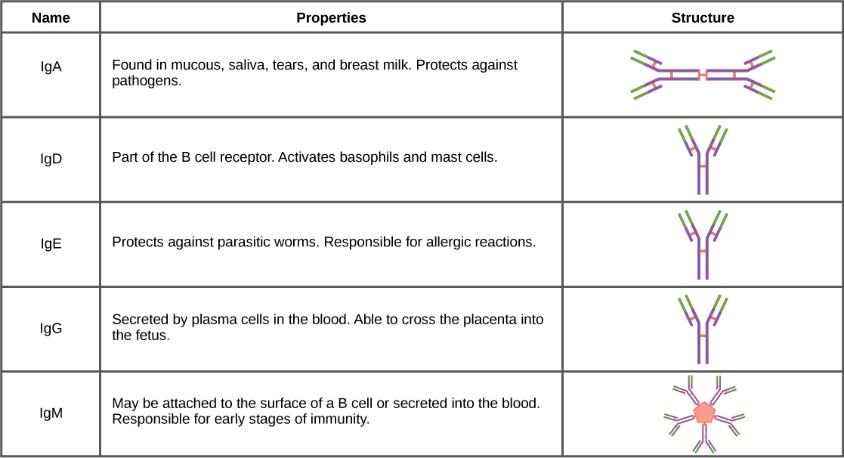 Name Properties Structure
IgA
Found in mucous, saliva, tears, and breast milk. Protects against
pathogens.
IgD
Part of the B cell receptor. Activates basophils and mast cells.
IgE
Protects against parasitic worms. Responsible for allergic reactions.
IgG
Secreted by plasma cells in the blood. Able to cross the placenta into
the fetus.
IgM
May be attached to the surface of a B cell or secreted into the blood.
Responsible for early stages of immunity.